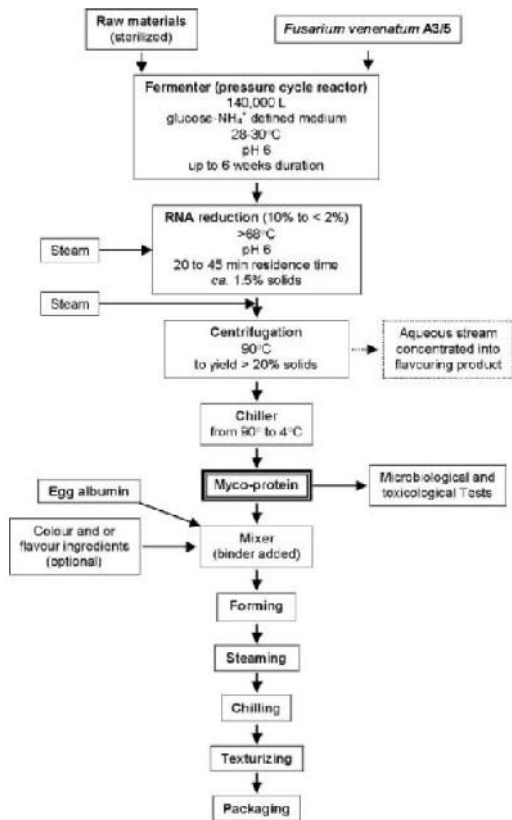 Raw materials
(sterilized)
Fusarium venenatum A3/5
Fermenter (pressure cycle reactor)
140,000 L
glucose-NH₄⁺ defined medium
28-30°C
pH 6
up to 6 weeks duration
RNA reduction (10% to < 2%)
>68°C
pH 6
20 to 45 min residence time
ca. 1.5% solids
Steam
Steam
Centrifugation
90°C
to yield > 20% solids
Aqueous stream
concentrated into
flavouring product
Chiller
from 90° to 4°C
Myco-protein
Microbiological and
toxicological Tests
Egg albumin
Colour and or
flavour ingredients
(optional)
Mixer
(binder added)
Forming
Steaming
Chilling
Texturizing
Packaging